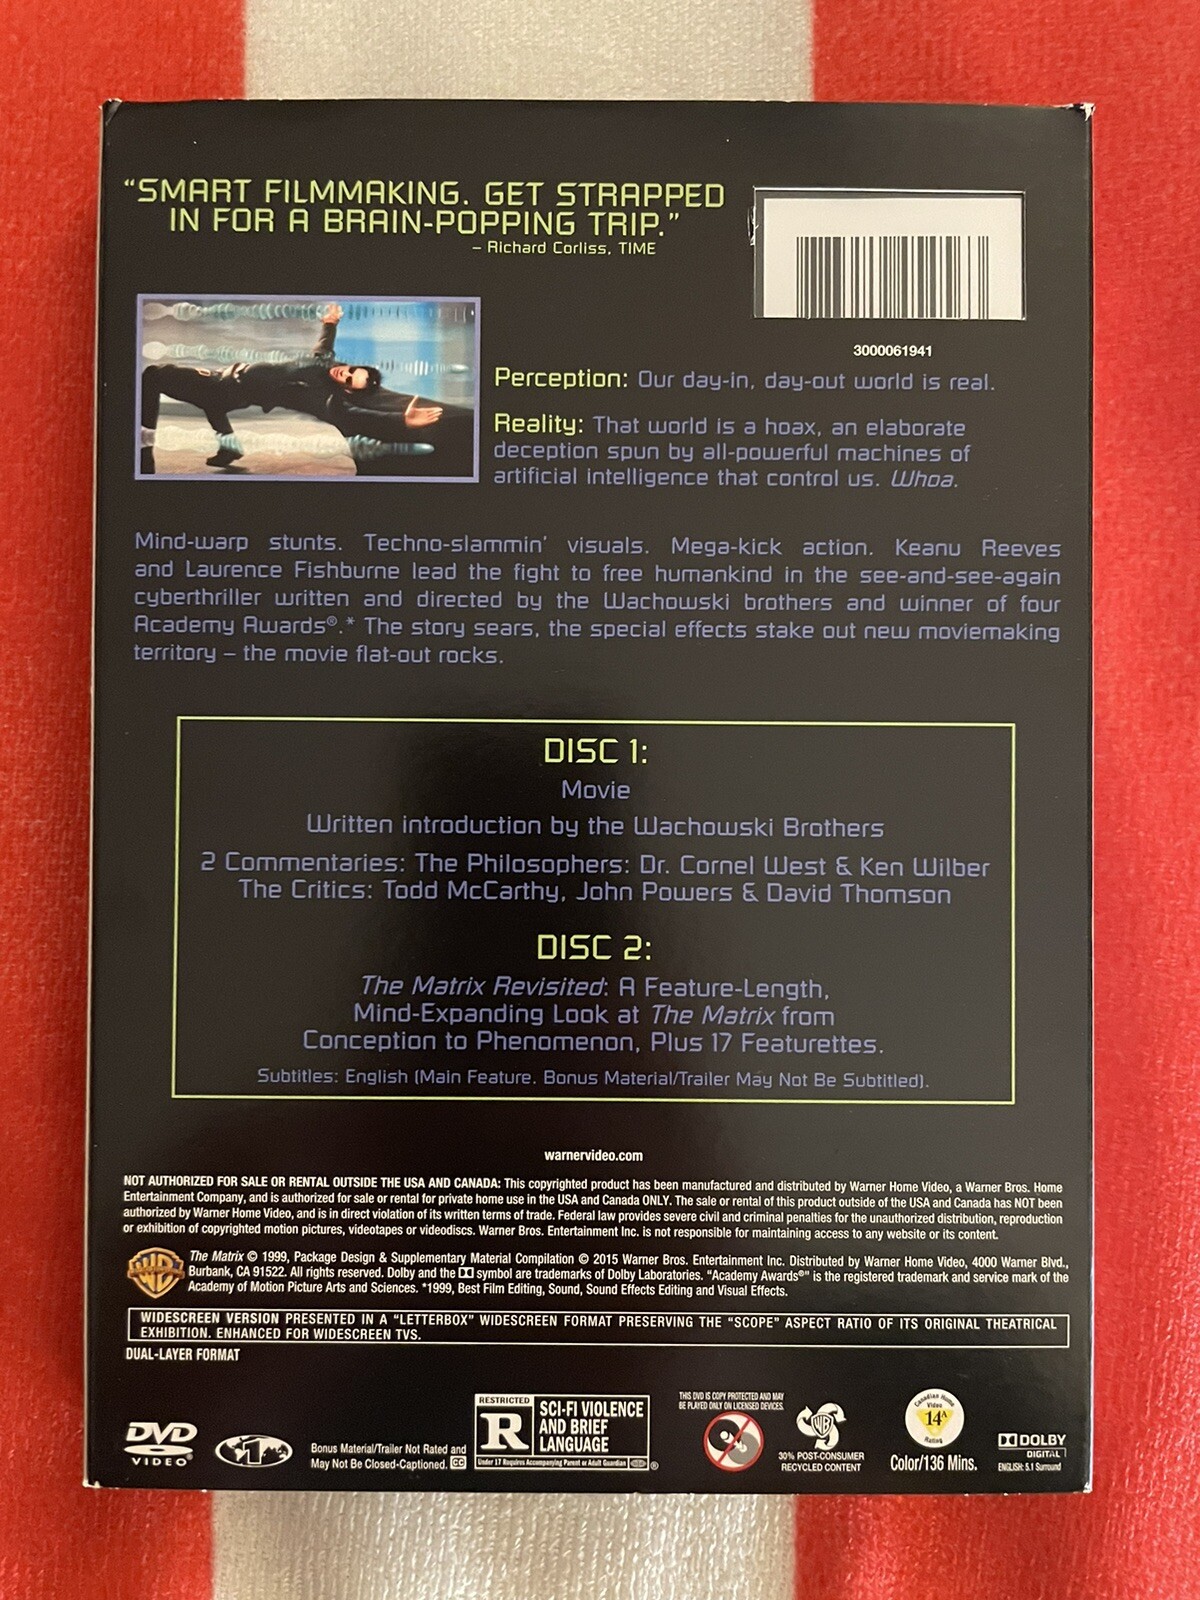 “SMART FILMMAKING. GET STRAPPED
IN FOR A BRAIN-POPPING TRIP.”
– Richard Corliss, TIME
3000061941
Perception: Our day-in, day-out world is real.
Reality: That world is a hoax, an elaborate
deception spun by all-powerful machines of
artificial intelligence that control us. Whoa.
Mind-warp stunts. Techno-slammin’ visuals. Mega-kick action. Keanu Reeves
and Laurence Fishburne lead the fight to free humankind in the see-and-see-again
cyberthriller written and directed by the Wachowski brothers and winner of four
Academy Awards®.* The story sears, the special effects stake out new moviemaking
territory – the movie flat-out rocks.
DISC 1:
Movie
Written introduction by the Wachowski Brothers
2 Commentaries: The Philosophers: Dr. Cornel West & Ken Wilber
The Critics: Todd McCarthy, John Powers & David Thomson
DISC 2:
The Matrix Revisited: A Feature-Length,
Mind-Expanding Look at The Matrix from
Conception to Phenomenon, Plus 17 Featurettes.
Subtitles: English (Main Feature. Bonus Material/Trailer May Not Be Subtitled).
warnervideo.com
NOT AUTHORIZED FOR SALE OR RENTAL OUTSIDE THE USA AND CANADA: This copyrighted product has been manufactured and distributed by Warner Home Video, a Warner Bros. Home
Entertainment Company, and is authorized for sale or rental for private home use in the USA and Canada ONLY. The sale or rental of this product outside of the USA and Canada has NOT been
authorized by Warner Home Video, and is in direct violation of its written terms of trade. Federal law provides severe civil and criminal penalties for the unauthorized distribution, reproduction
or exhibition of copyrighted motion pictures, videotapes or videodiscs. Warner Bros. Entertainment Inc. is not responsible for maintaining access to any website or its content.
WB
The Matrix © 1999, Package Design & Supplementary Material Compilation © 2015 Warner Bros. Entertainment Inc. Distributed by Warner Home Video, 4000 Warner Blvd.,
Burbank, CA 91522. All rights reserved. Dolby and the DD symbol are trademarks of Dolby Laboratories. “Academy Awards®” is the registered trademark and service mark of the
Academy of Motion Picture Arts and Sciences. *1999, Best Film Editing, Sound, Sound Effects Editing and Visual Effects.
WIDESCREEN VERSION PRESENTED IN A “LETTERBOX” WIDESCREEN FORMAT PRESERVING THE “SCOPE” ASPECT RATIO OF ITS ORIGINAL THEATRICAL
EXHIBITION. ENHANCED FOR WIDESCREEN TVS.
DUAL-LAYER FORMAT
DVD
VIDEO
1
Bonus Material/Trailer Not Rated and
May Not Be Closed-Captioned. CC
RESTRICTED
R
SCI-FI VIOLENCE
AND BRIEF
LANGUAGE
Under 17 Requires Accompanying Parent or Adult Guardian
®
THIS DVD IS COPY PROTECTED AND MAY
BE PLAYED ONLY ON LICENSED DEVICES.
WB
30% POST-CONSUMER
RECYCLED CONTENT
Canadian Home
Video
14A
Rating
Color/136 Mins.
DOLBY
DIGITAL
ENGLISH: 5.1 Surround